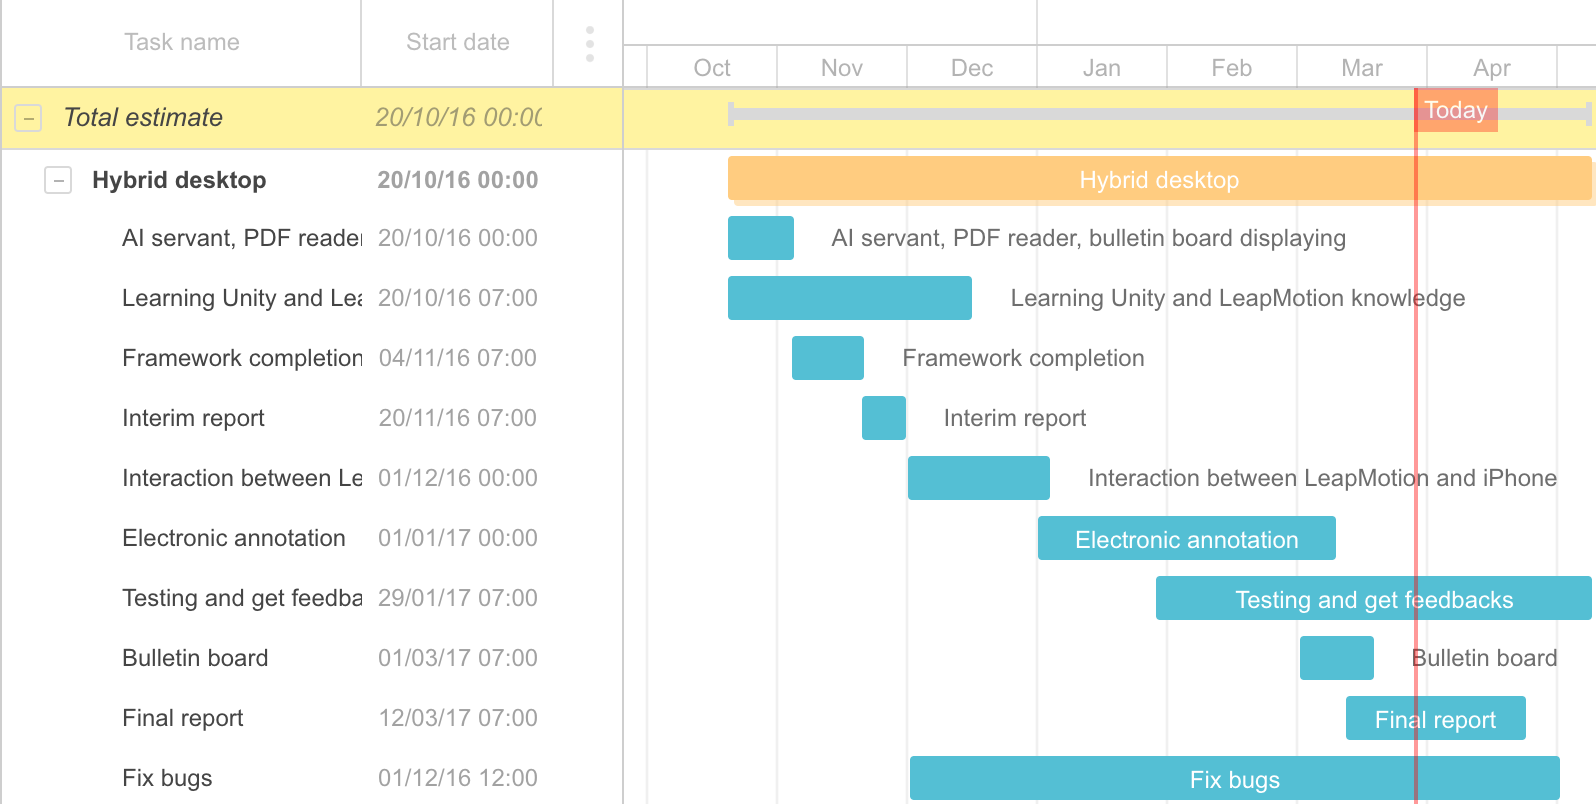 Task name Start date
Oct Nov Dec Jan Feb Mar Apr
Total estimate 20/10/16 00:00 Today
Hybrid desktop 20/10/16 00:00 Hybrid desktop
AI servant, PDF reader 20/10/16 00:00 AI servant, PDF reader, bulletin board displaying
Learning Unity and Lea 20/10/16 07:00 Learning Unity and LeapMotion knowledge
Framework completion 04/11/16 07:00 Framework completion
Interim report 20/11/16 07:00 Interim report
Interaction between Le 01/12/16 00:00 Interaction between LeapMotion and iPhone
Electronic annotation 01/01/17 00:00 Electronic annotation
Testing and get feedba 29/01/17 07:00 Testing and get feedbacks
Bulletin board 01/03/17 07:00 Bulletin board
Final report 12/03/17 07:00 Final report
Fix bugs 01/12/16 12:00 Fix bugs